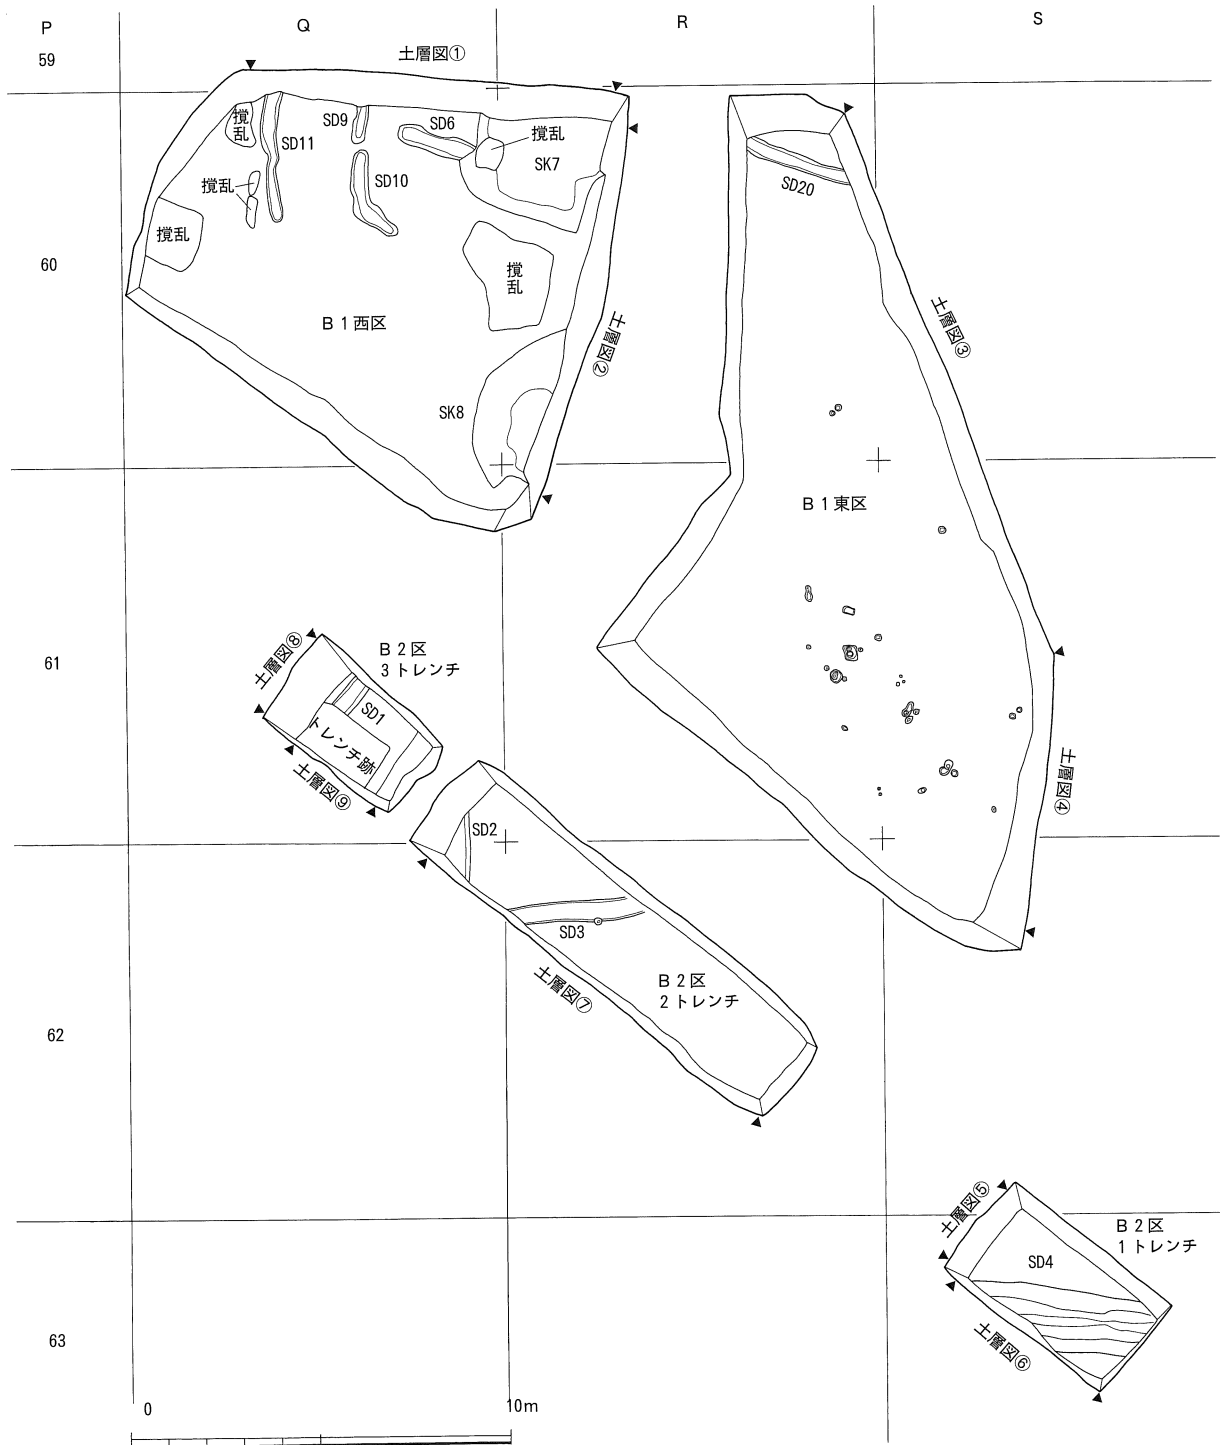 P
Q
R
S
59
土層図①
撹
乱
SD11
SD9
SD6
撹乱
SK7
撹乱
SD10
撹乱
SD20
60
撹
乱
B1西区
土層図②
土層図③
SK8
B1東区
61
土層図⑧
B2区
3トレンチ
SD1
トレンチ跡
土層図⑨
土層図④
SD2
SD3
土層図⑦
B2区
2トレンチ
62
土層図⑤
B2区
1トレンチ
SD4
土層図⑥
63
0
10m